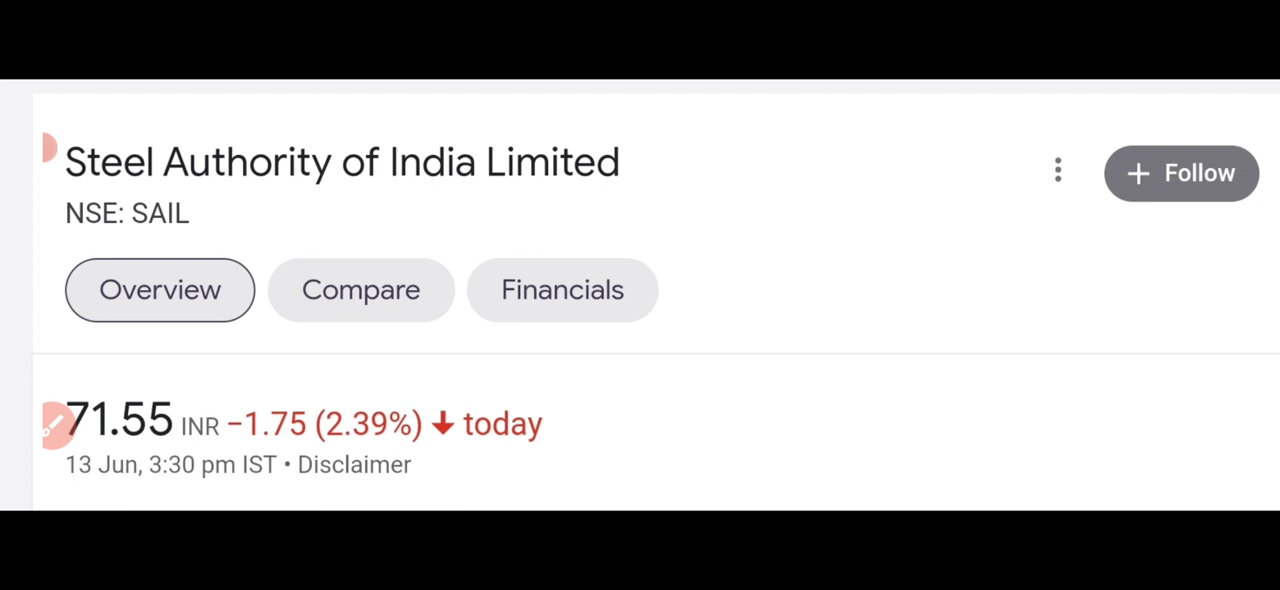 Steel Authority of India Limited
+ Follow
NSE: SAIL
Overview Compare Financials
71.55 INR −1.75 (2.39%) ↓ today
13 Jun, 3:30 pm IST • Disclaimer